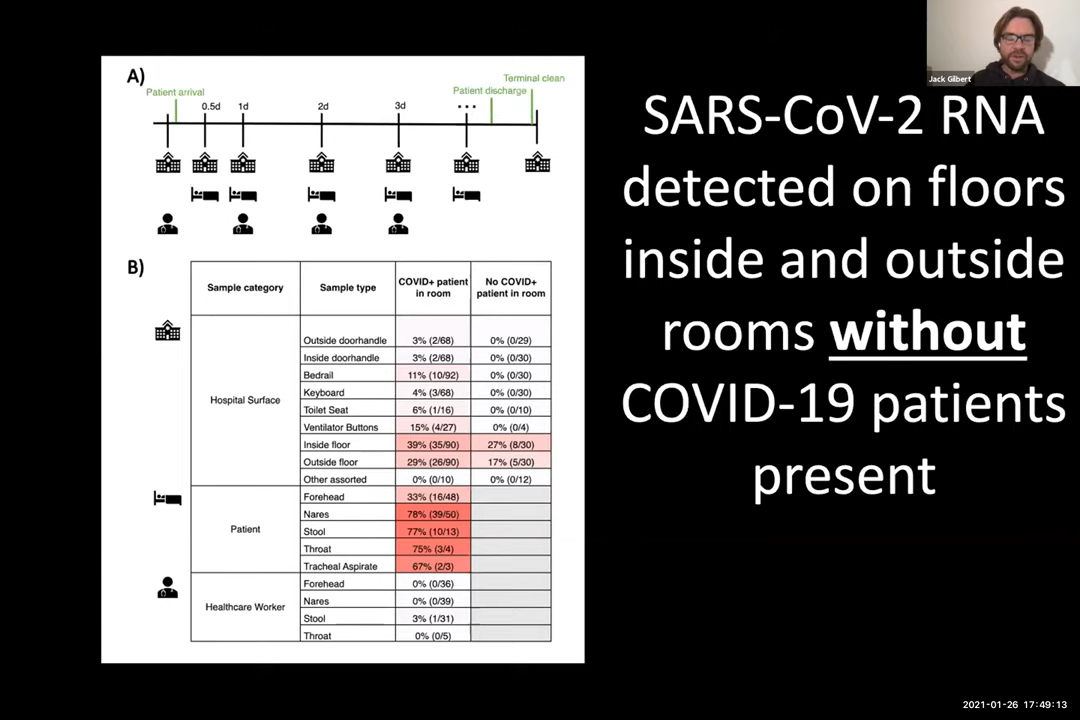 A)
Terminal clean
Patient arrival
Patient discharge
0.5d 1d 2d 3d ...
B)
Sample category Sample type COVID+ patient in room No COVID+ patient in room
Hospital Surface
Outside doorhandle 3% (2/68) 0% (0/29)
Inside doorhandle 3% (2/68) 0% (0/30)
Bedrail 11% (10/92) 0% (0/30)
Keyboard 4% (3/68) 0% (0/30)
Toilet Seat 6% (1/16) 0% (0/10)
Ventilator Buttons 15% (4/27) 0% (0/4)
Inside floor 39% (35/90) 27% (8/30)
Outside floor 29% (26/90) 17% (5/30)
Other assorted 0% (0/10) 0% (0/12)
Patient
Forehead 33% (16/48)
Nares 78% (39/50)
Stool 77% (10/13)
Throat 75% (3/4)
Tracheal Aspirate 67% (2/3)
Healthcare Worker
Forehead 0% (0/36)
Nares 0% (0/39)
Stool 3% (1/31)
Throat 0% (0/5)
Jack Gilbert
SARS-CoV-2 RNA
detected on floors
inside and outside
rooms without
COVID-19 patients
present
2021-01-26 17:49:13